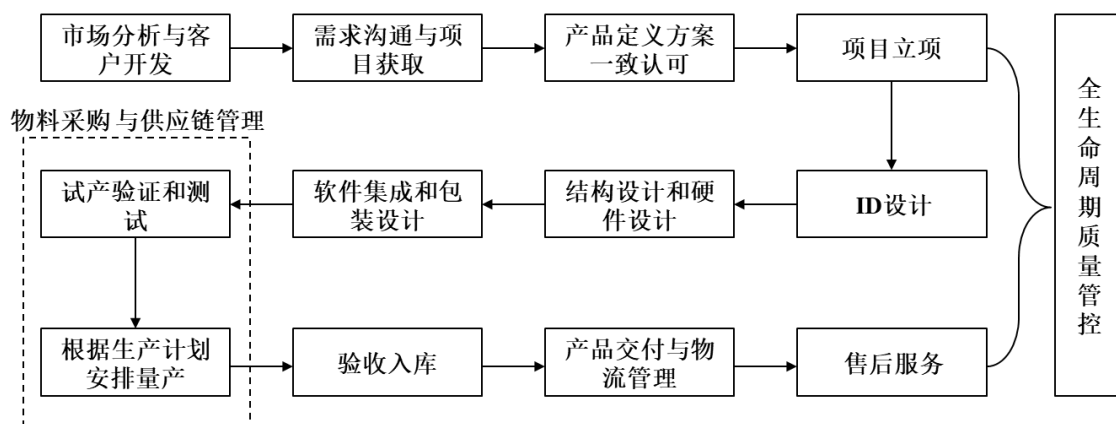 市场分析与客
户开发
需求沟通与项
目获取
产品定义方案
一致认可
项目立项
物料采购与供应链管理
试产验证和测
试
软件集成和包
装设计
结构设计和硬
件设计
ID设计
根据生产计划
安排量产
验收入库
产品交付与物
流管理
售后服务
全
生
命
周
期
质
量
管
控